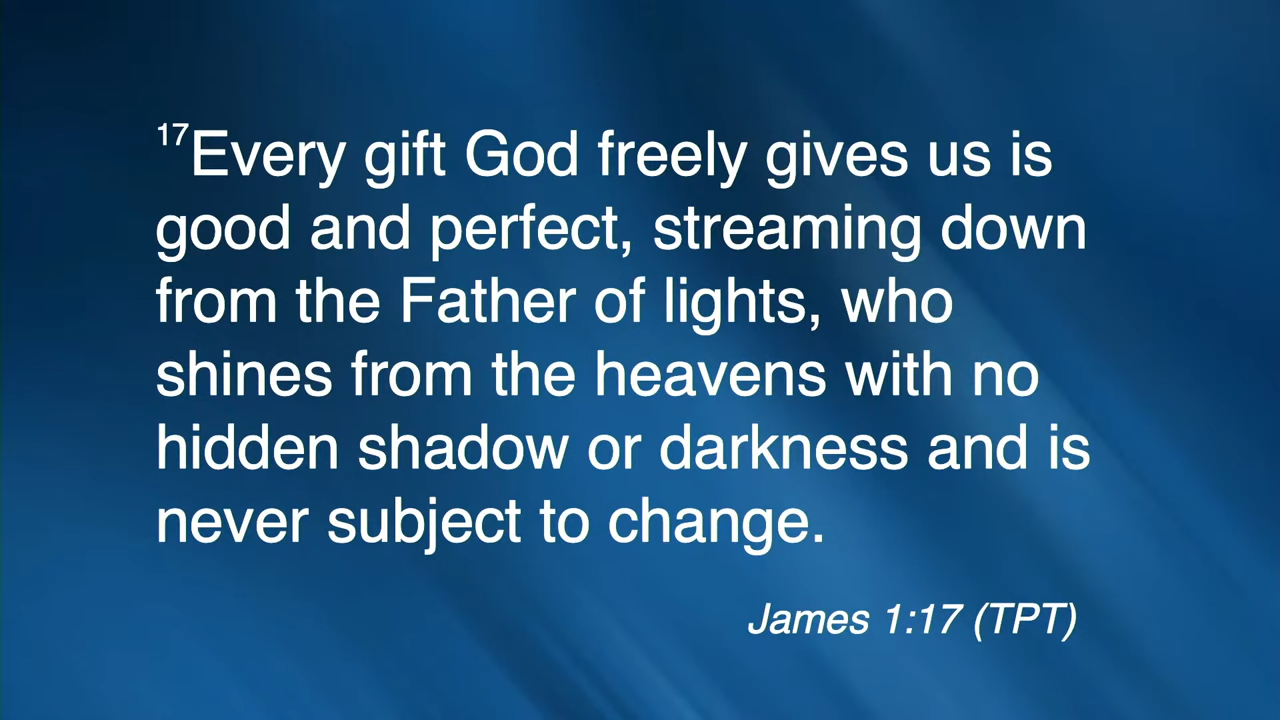 17Every gift God freely gives us is
good and perfect, streaming down
from the Father of lights, who
shines from the heavens with no
hidden shadow or darkness and is
never subject to change.
James 1:17 (TPT)